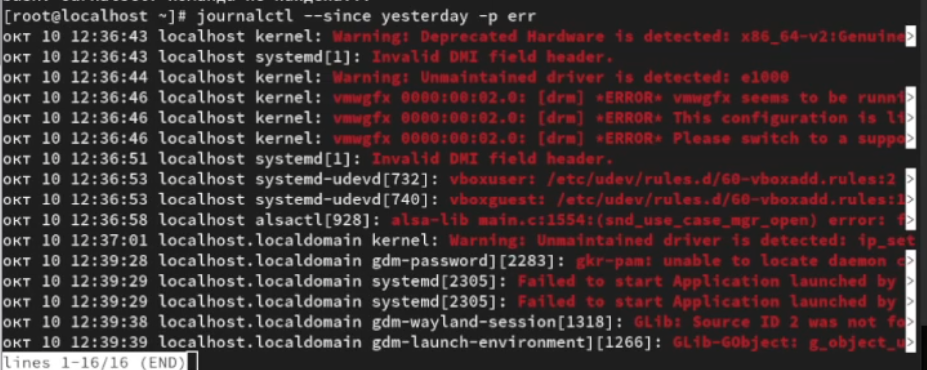 [root@localhost ~]# journalctl --since yesterday -p err
окт 10 12:36:43 localhost kernel: Warning: Deprecated Hardware is detected: x86_64-v2:Genuine>
окт 10 12:36:43 localhost systemd[1]: Invalid DMI field header.
окт 10 12:36:44 localhost kernel: Warning: Unmaintained driver is detected: e1000
окт 10 12:36:46 localhost kernel: vmwgfx 0000:00:02.0: [drm] *ERROR* vmwgfx seems to be runni>
окт 10 12:36:46 localhost kernel: vmwgfx 0000:00:02.0: [drm] *ERROR* This configuration is li>
окт 10 12:36:46 localhost kernel: vmwgfx 0000:00:02.0: [drm] *ERROR* Please switch to a suppo>
окт 10 12:36:51 localhost systemd[1]: Invalid DMI field header.
окт 10 12:36:53 localhost systemd-udevd[732]: vboxuser: /etc/udev/rules.d/60-vboxadd.rules:2 >
окт 10 12:36:53 localhost systemd-udevd[740]: vboxguest: /etc/udev/rules.d/60-vboxadd.rules:1>
окт 10 12:36:58 localhost alsactl[928]: alsa-lib main.c:1554:(snd_use_case_mgr_open) error: f>
окт 10 12:37:01 localhost.localdomain kernel: Warning: Unmaintained driver is detected: ip_set
окт 10 12:39:28 localhost.localdomain gdm-password][2283]: gkr-pam: unable to locate daemon c>
окт 10 12:39:29 localhost.localdomain systemd[2305]: Failed to start Application launched by >
окт 10 12:39:29 localhost.localdomain systemd[2305]: Failed to start Application launched by >
окт 10 12:39:38 localhost.localdomain gdm-wayland-session[1318]: GLib: Source ID 2 was not fo>
окт 10 12:39:39 localhost.localdomain gdm-launch-environment][1266]: GLib-GObject: g_object_u>
lines 1-16/16 (END)